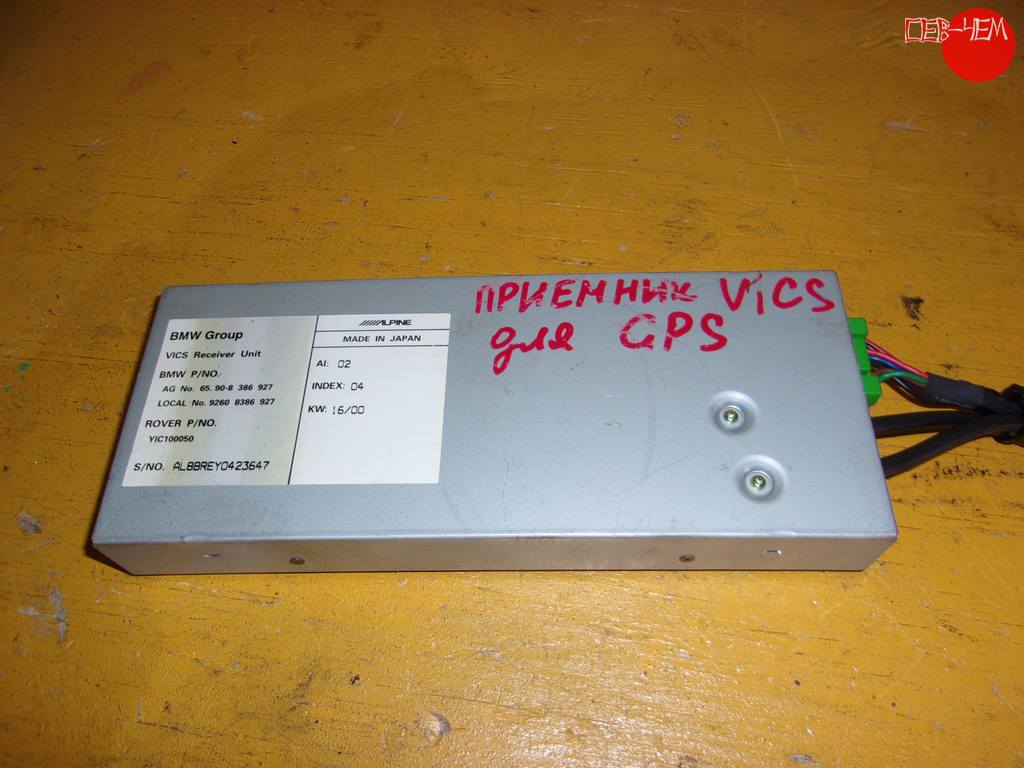 ПЕВ-ЧЕМ
ПРИЕМНИК VICS
для GPS
BMW Group
VICS Receiver Unit
BMW P/NO.
AG No. 65. 90-8 386 927
LOCAL No. 9260 8386 927
ROVER P/NO.
YIC100050
S/NO. AL88REY0423647
ALPINE
MADE IN JAPAN
AI: 02
INDEX: 04
KW: 16/00